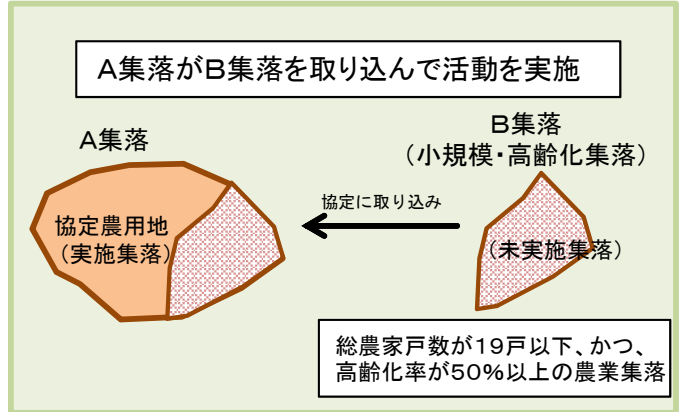 A集落がB集落を取り込んで活動を実施
A集落
B集落
（小規模・高齢化集落）
協定に取り込み
協定農用地
（実施集落）
（未実施集落）
総農家戸数が19戸以下、かつ、
高齢化率が50%以上の農業集落